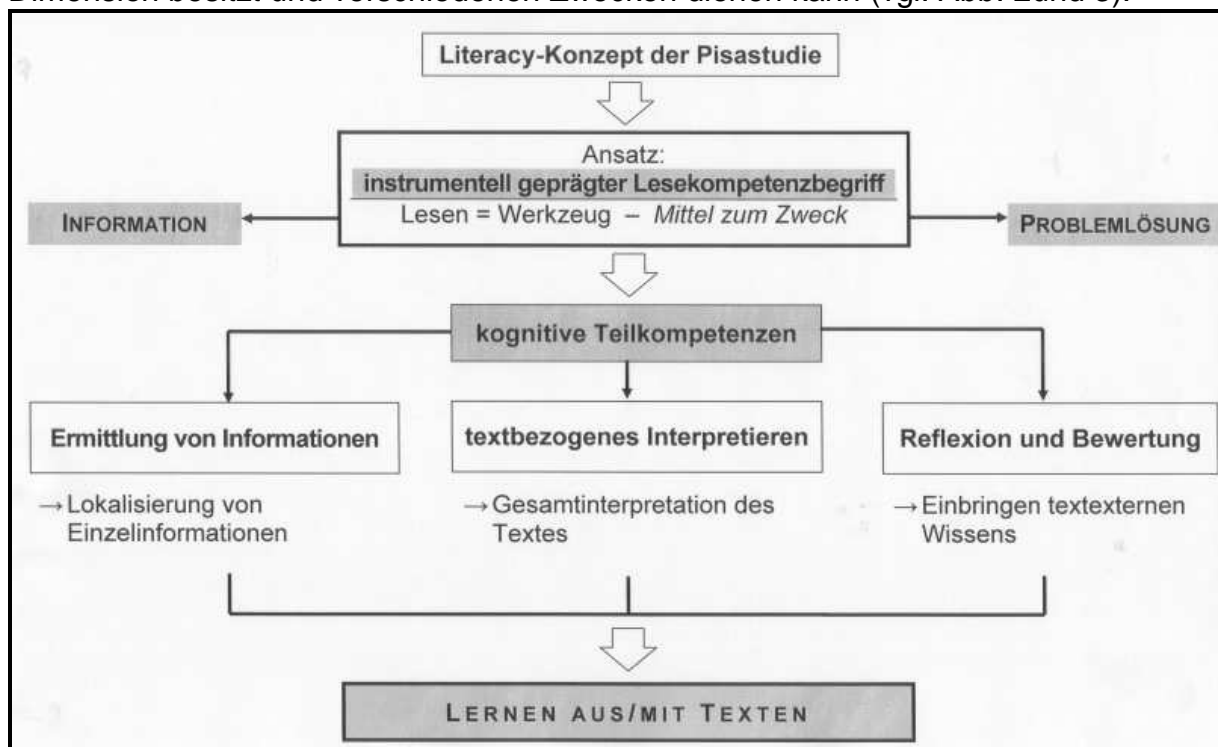 Dimension besitzt und verschiedenen Zwecken dienen kann (vgl. Abb. 2und 3).
Literacy-Konzept der Pisastudie
Ansatz:
instrumentell geprägter Lesekompetenzbegriff
Lesen = Werkzeug – Mittel zum Zweck
INFORMATION
PROBLEMLÖSUNG
kognitive Teilkompetenzen
Ermittlung von Informationen
textbezogenes Interpretieren
Reflexion und Bewertung
→ Lokalisierung von
Einzelinformationen
→ Gesamtinterpretation des
Textes
→ Einbringen textexternen
Wissens
LERNEN AUS/MIT TEXTEN